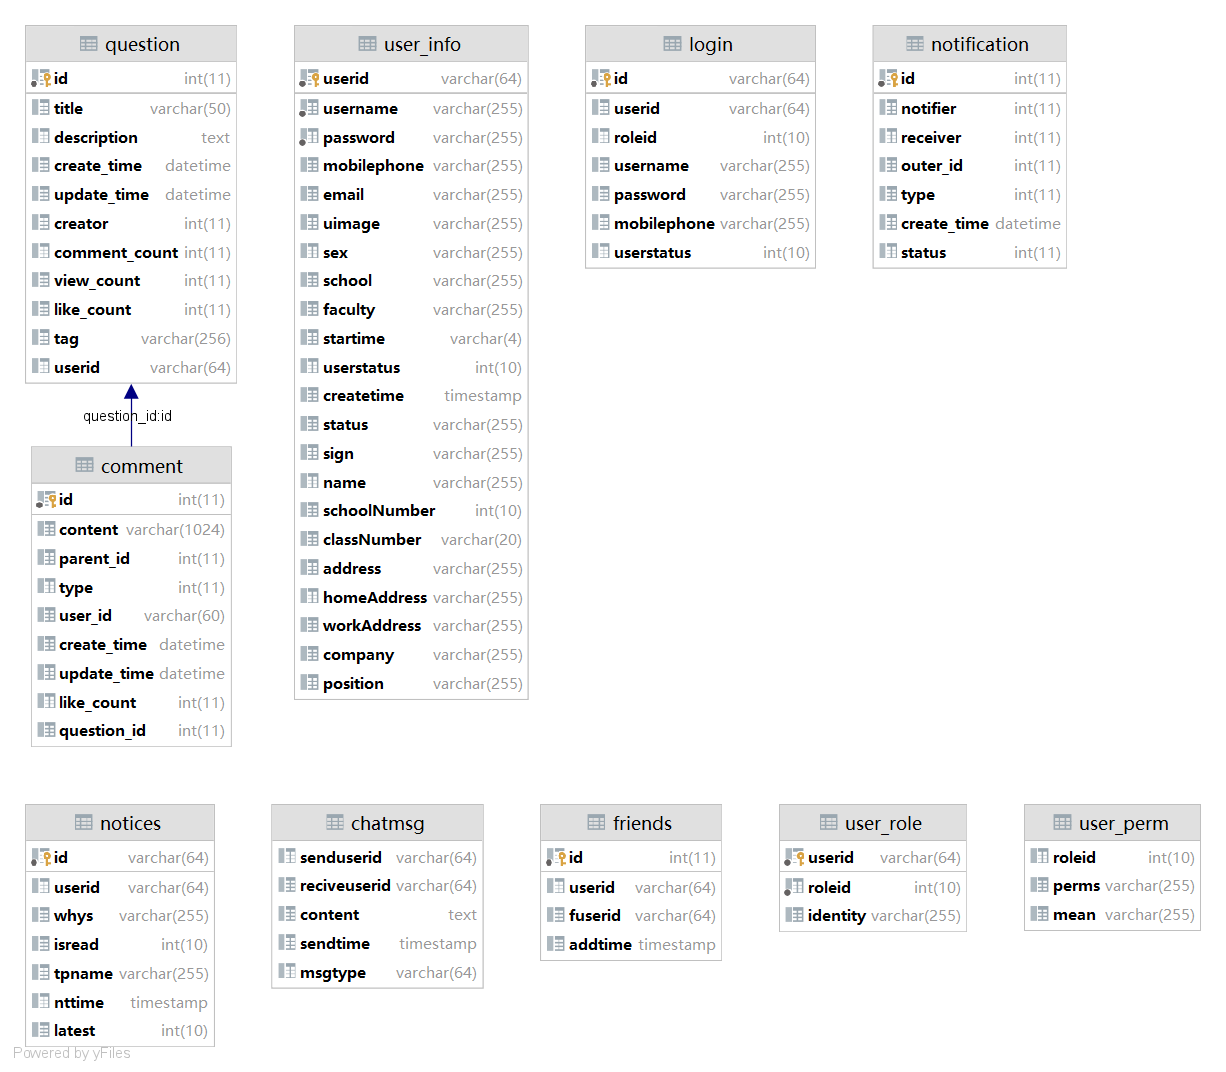 question
id int(11)
title varchar(50)
description text
create_time datetime
update_time datetime
creator int(11)
comment_count int(11)
view_count int(11)
like_count int(11)
tag varchar(256)
userid varchar(64)
question_id:id
comment
id int(11)
content varchar(1024)
parent_id int(11)
type int(11)
user_id varchar(60)
create_time datetime
update_time datetime
like_count int(11)
question_id int(11)
user_info
userid varchar(64)
username varchar(255)
password varchar(255)
mobilephone varchar(255)
email varchar(255)
uimage varchar(255)
sex varchar(255)
school varchar(255)
faculty varchar(255)
startime varchar(4)
userstatus int(10)
createtime timestamp
status varchar(255)
sign varchar(255)
name varchar(255)
schoolNumber int(10)
classNumber varchar(20)
address varchar(255)
homeAddress varchar(255)
workAddress varchar(255)
company varchar(255)
position varchar(255)
login
id varchar(64)
userid varchar(64)
roleid int(10)
username varchar(255)
password varchar(255)
mobilephone varchar(255)
userstatus int(10)
notification
id int(11)
notifier int(11)
receiver int(11)
outer_id int(11)
type int(11)
create_time datetime
status int(11)
notices
id varchar(64)
userid varchar(64)
whys varchar(255)
isread int(10)
tpname varchar(255)
nttime timestamp
latest int(10)
chatmsg
senduserid varchar(64)
reciveuserid varchar(64)
content text
sendtime timestamp
msgtype varchar(64)
friends
id int(11)
userid varchar(64)
fuserid varchar(64)
addtime timestamp
user_role
userid varchar(64)
roleid int(10)
identity varchar(255)
user_perm
roleid int(10)
perms varchar(255)
mean varchar(255)
Powered by yFiles